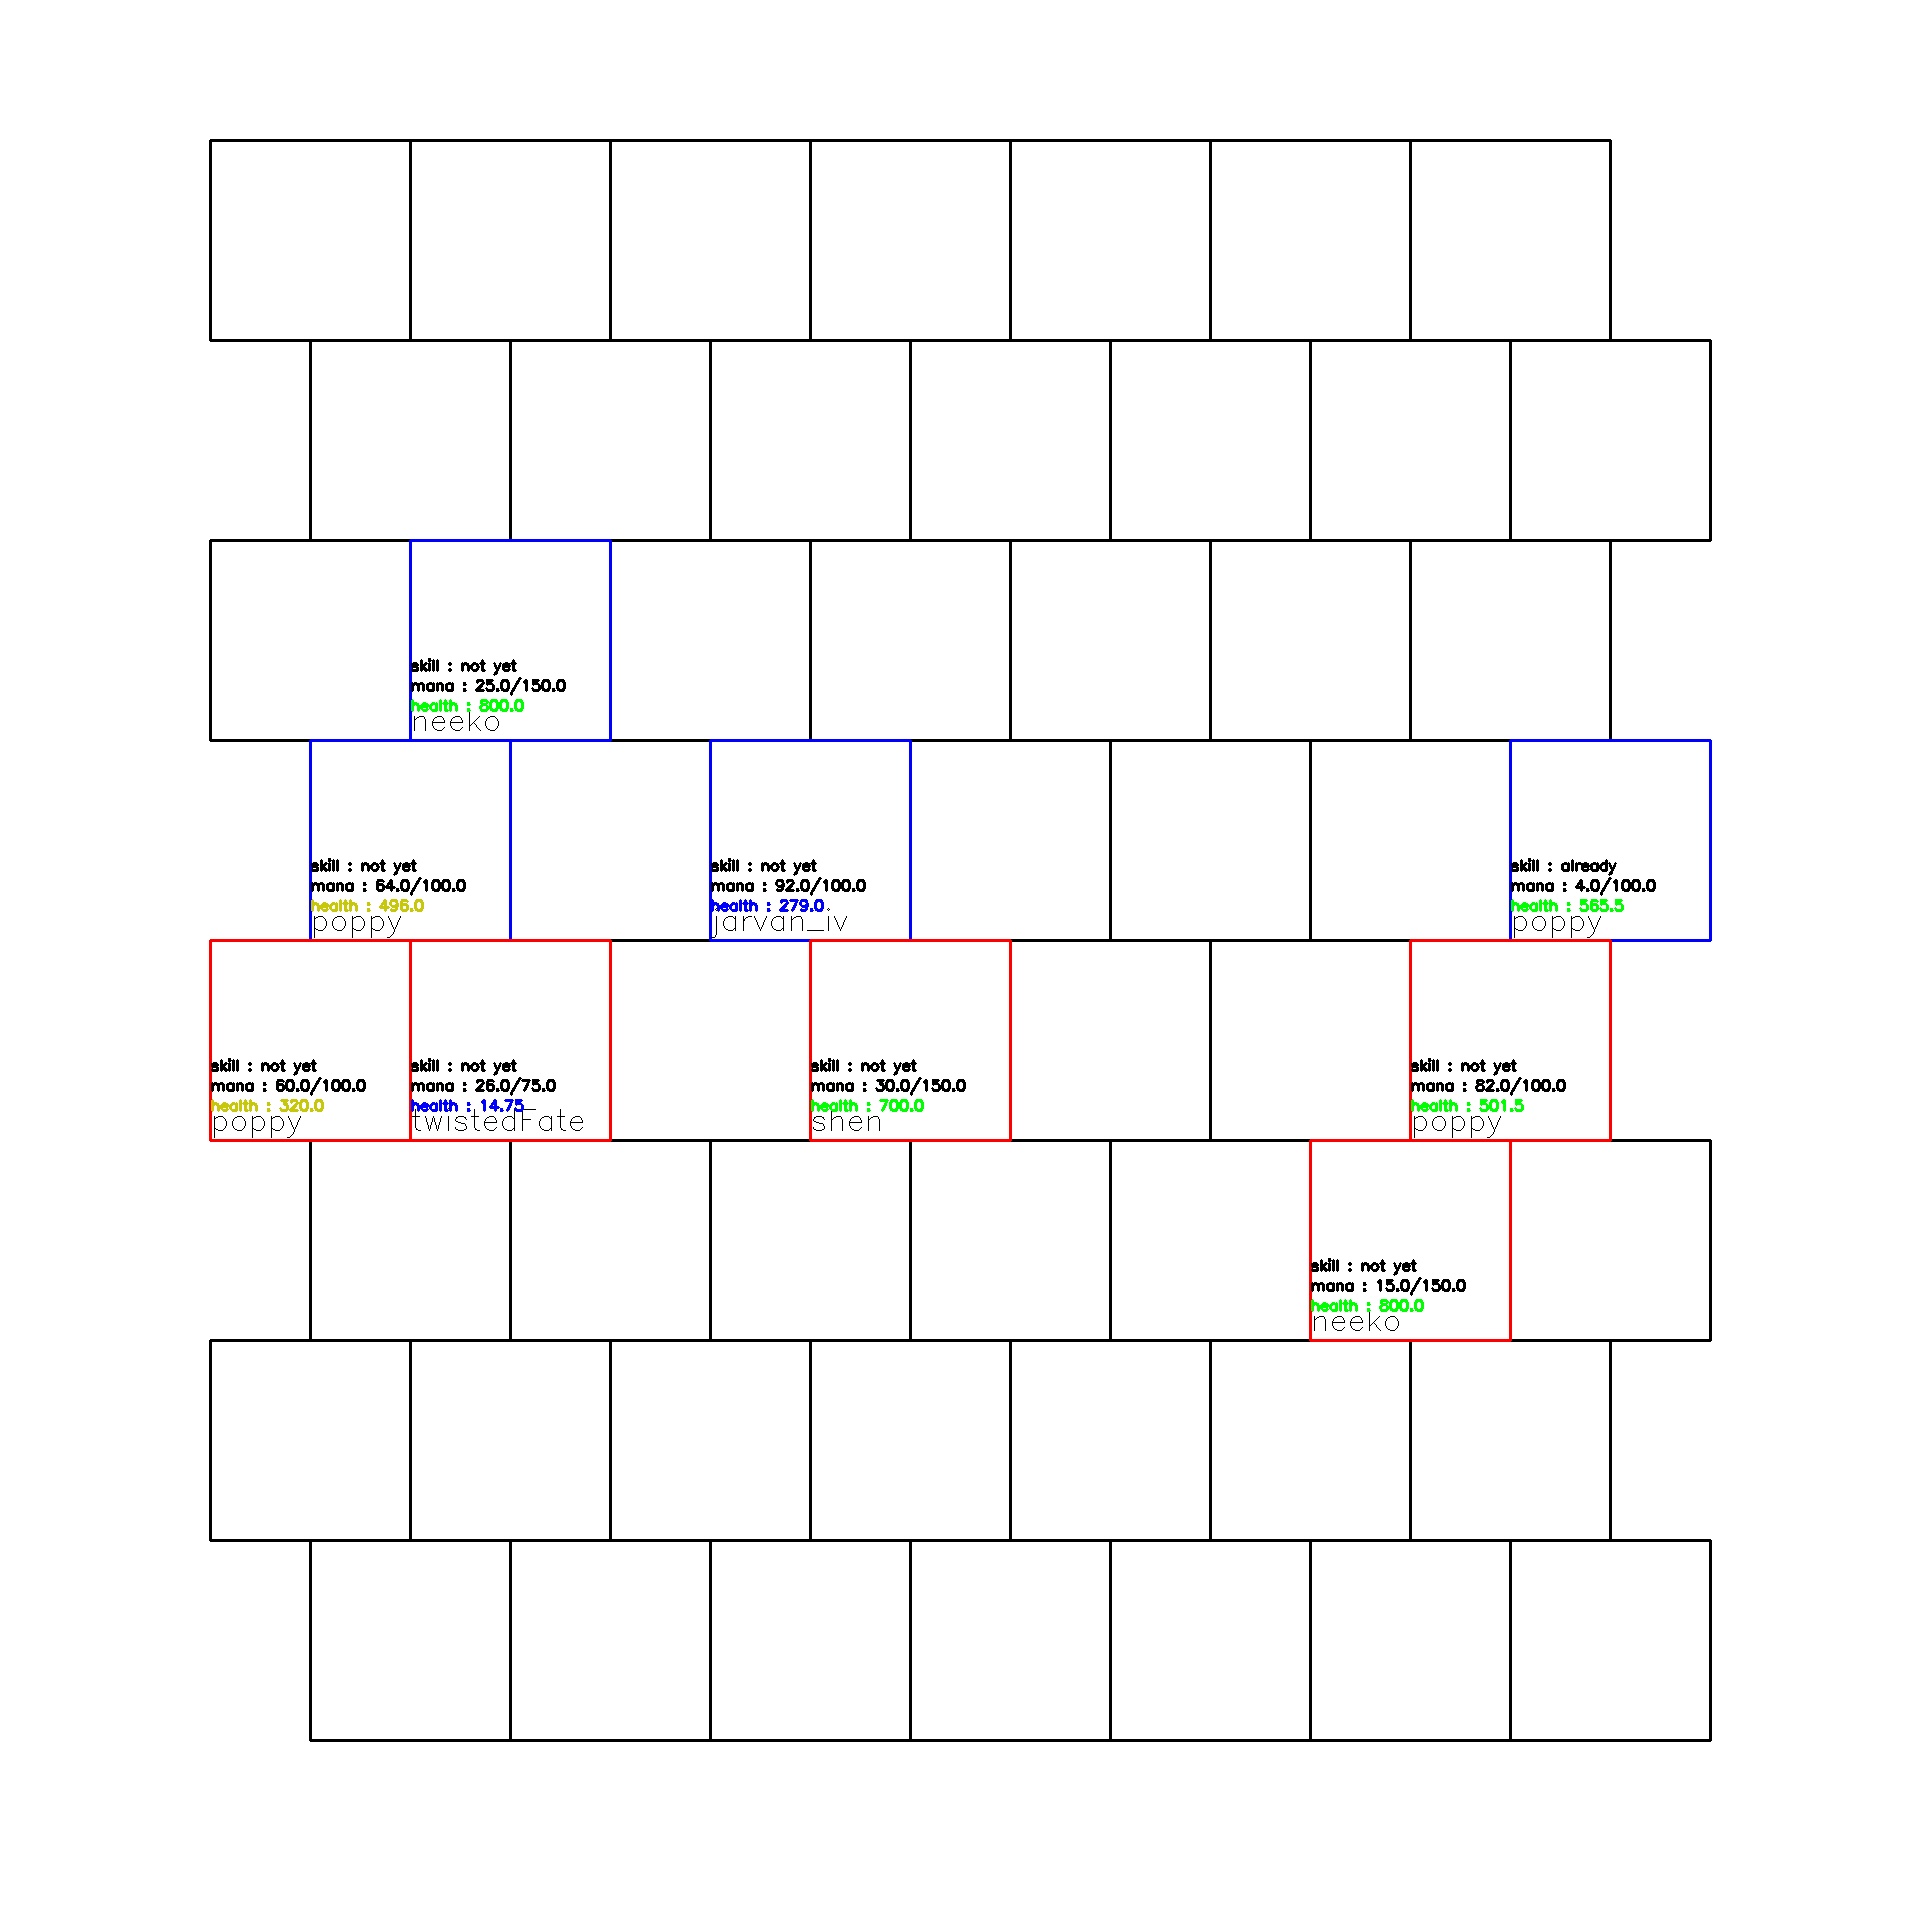 skill : not yet
mana : 25.0/150.0
health : 800.0
neeko
skill : not yet
mana : 64.0/100.0
health : 496.0
poppy
skill : not yet
mana : 92.0/100.0
health : 279.0
jarvan_iv
skill : already
mana : 4.0/100.0
health : 565.5
poppy
skill : not yet
mana : 60.0/100.0
health : 320.0
poppy
skill : not yet
mana : 26.0/75.0
health : 14.75
twistedFate
skill : not yet
mana : 30.0/150.0
health : 700.0
shen
skill : not yet
mana : 82.0/100.0
health : 501.5
poppy
skill : not yet
mana : 15.0/150.0
health : 800.0
neeko